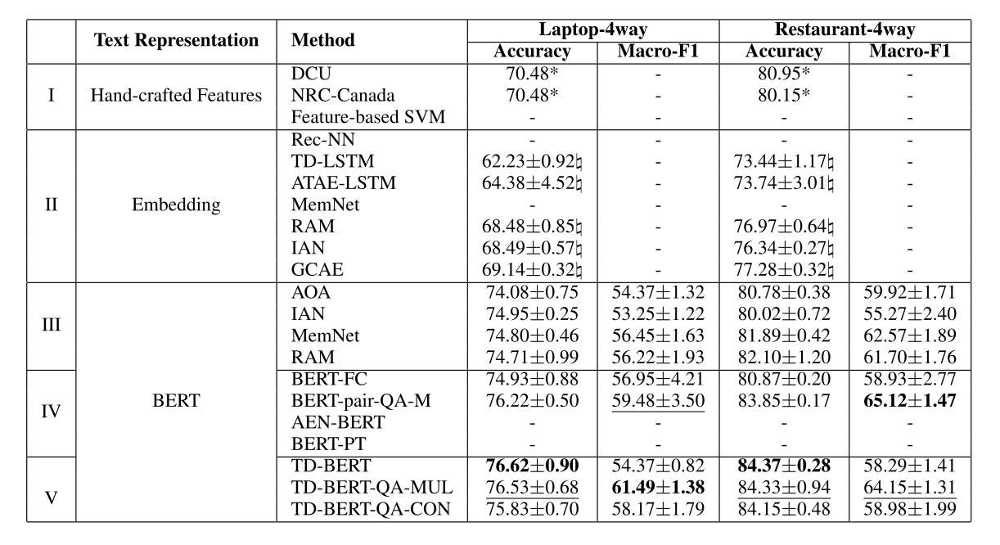 Text Representation Method Laptop-4way Restaurant-4way
Accuracy Macro-F1 Accuracy Macro-F1
DCU 70.48* - 80.95* -
I Hand-crafted Features NRC-Canada 70.48* - 80.15* -
Feature-based SVM - - - -
Rec-NN - - - -
TD-LSTM 62.23±0.92♮ - 73.44±1.17♮ -
ATAE-LSTM 64.38±4.52♮ - 73.74±3.01♮ -
II Embedding MemNet - - - -
RAM 68.48±0.85♮ - 76.97±0.64♮ -
IAN 68.49±0.57♮ - 76.34±0.27♮ -
GCAE 69.14±0.32♮ - 77.28±0.32♮ -
AOA 74.08±0.75 54.37±1.32 80.78±0.38 59.92±1.71
III IAN 74.95±0.25 53.25±1.22 80.02±0.72 55.27±2.40
MemNet 74.80±0.46 56.45±1.63 81.89±0.42 62.57±1.89
RAM 74.71±0.99 56.22±1.93 82.10±1.20 61.70±1.76
BERT-FC 74.93±0.88 56.95±4.21 80.87±0.20 58.93±2.77
IV BERT BERT-pair-QA-M 76.22±0.50 59.48±3.50 83.85±0.17 65.12±1.47
AEN-BERT - - - -
BERT-PT - - - -
TD-BERT 76.62±0.90 54.37±0.82 84.37±0.28 58.29±1.41
V TD-BERT-QA-MUL 76.53±0.68 61.49±1.38 84.33±0.94 64.15±1.31
TD-BERT-QA-CON 75.83±0.70 58.17±1.79 84.15±0.48 58.98±1.99